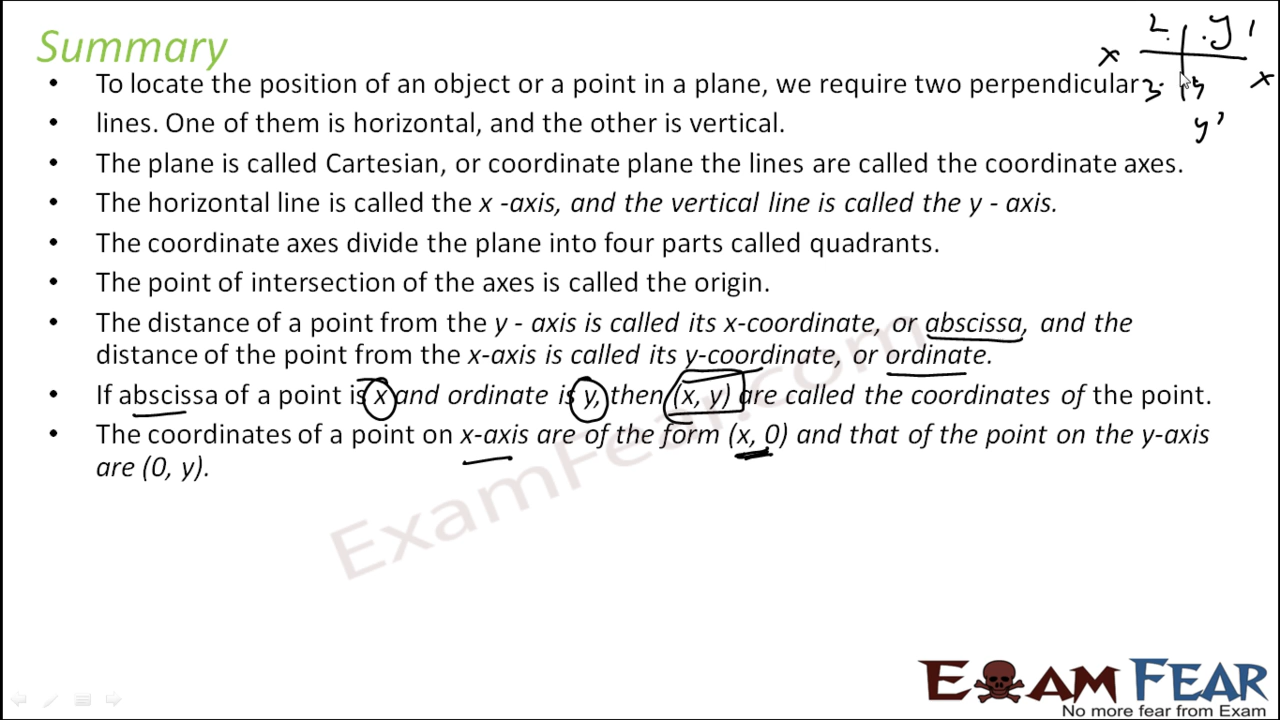 Summary
• To locate the position of an object or a point in a plane, we require two perpendicular
• lines. One of them is horizontal, and the other is vertical.
• The plane is called Cartesian, or coordinate plane the lines are called the coordinate axes.
• The horizontal line is called the x -axis, and the vertical line is called the y - axis.
• The coordinate axes divide the plane into four parts called quadrants.
• The point of intersection of the axes is called the origin.
• The distance of a point from the y - axis is called its x-coordinate, or abscissa, and the
distance of the point from the x-axis is called its y-coordinate, or ordinate.
• If abscissa of a point is x and ordinate is y, then (x, y) are called the coordinates of the point.
• The coordinates of a point on x-axis are of the form (x, 0) and that of the point on the y-axis
are (0, y).
2 y 1
x x
3
y'
ExamFear.com
EXAM FEAR
No more fear from Exam